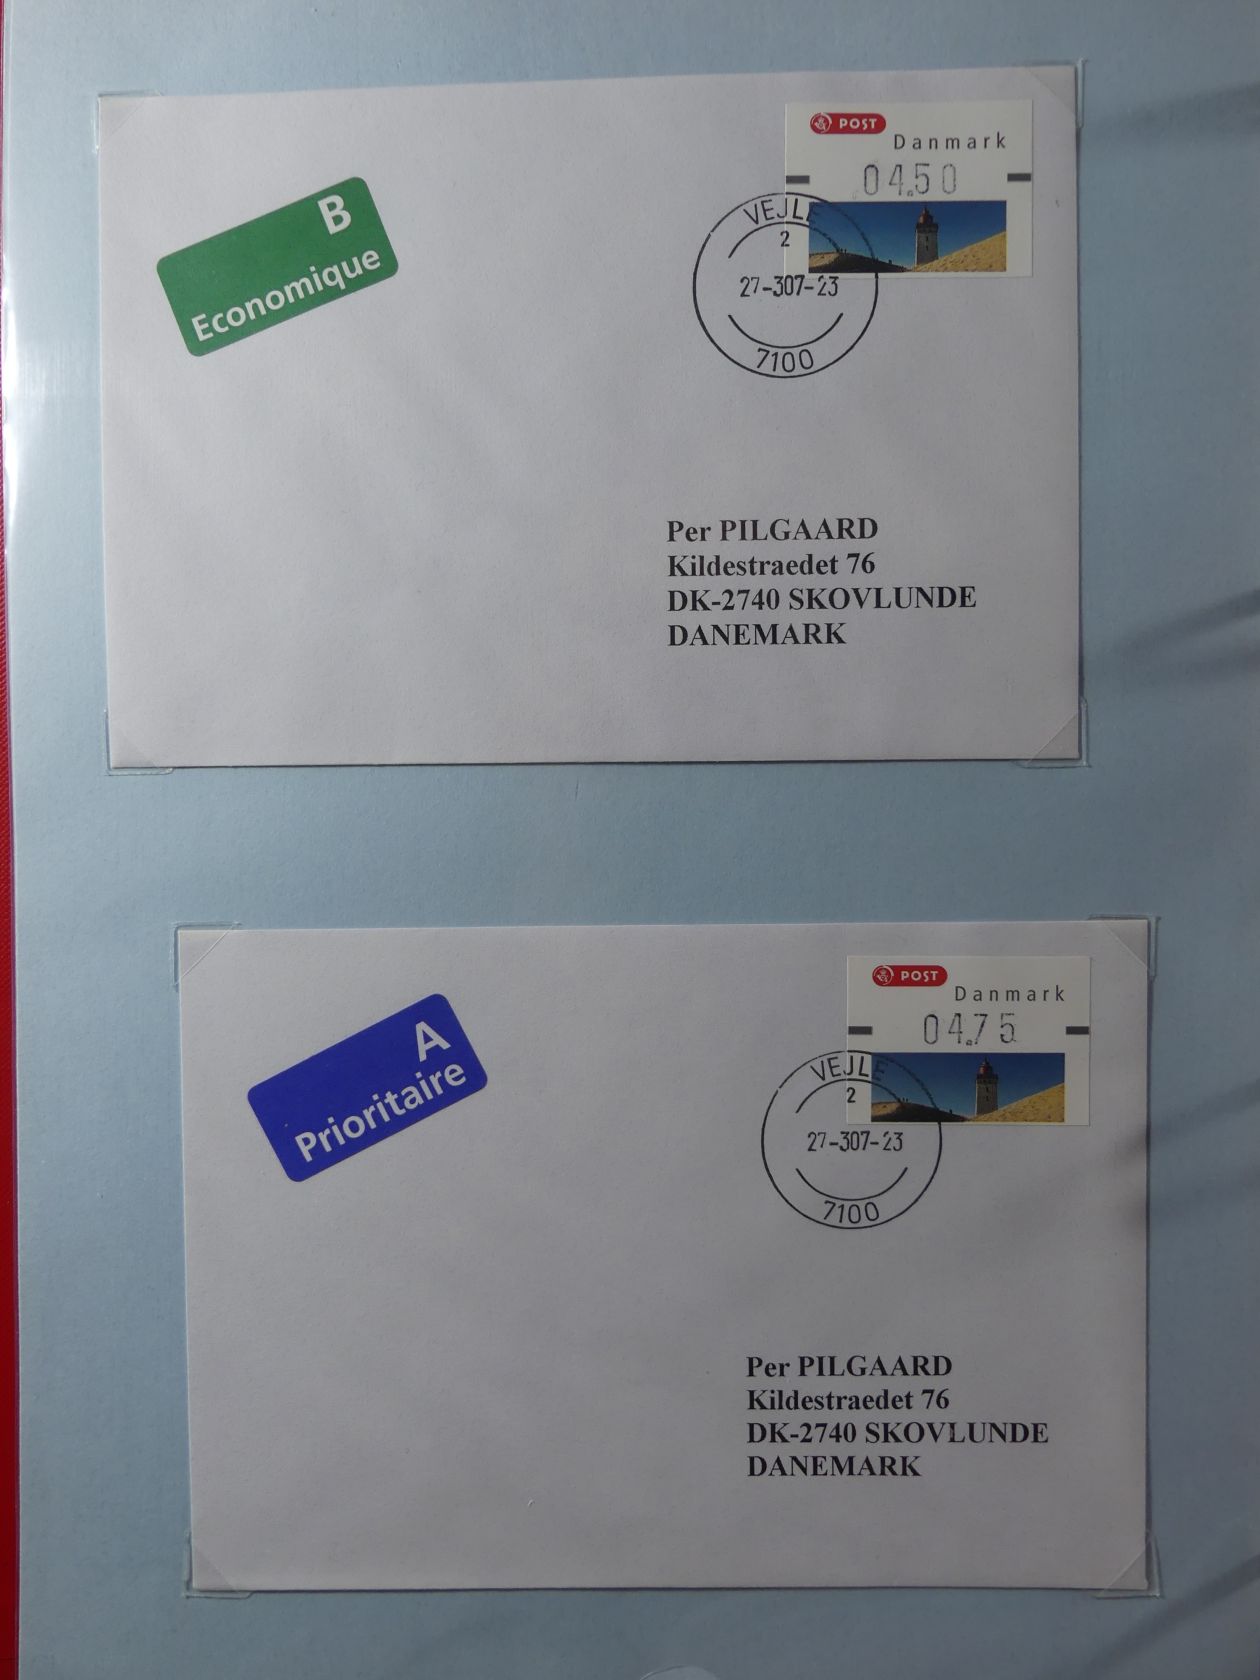 B
Economique
POST
Danmark
04.50
VEJLE
2
27-307-23
7100
Per PILGAARD
Kildestraedet 76
DK-2740 SKOVLUNDE
DANEMARK
A
Prioritaire
POST
Danmark
04.75
VEJLE
2
27-307-23
7100
Per PILGAARD
Kildestraedet 76
DK-2740 SKOVLUNDE
DANEMARK